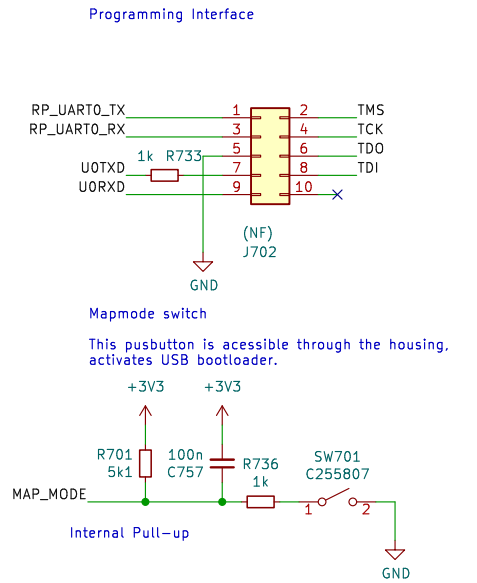 Programming Interface
RP_UART0_TX 1 2 TMS
RP_UART0_RX 3 4 TCK
1k R733 5 6 TDO
U0TXD 7 8 TDI
U0RXD 9 10
(NF)
J702
GND
Mapmode switch
This pusbutton is acessible through the housing,
activates USB bootloader.
+3V3 +3V3
R701 100n R736 SW701
5k1 C757 1k C255807
MAP_MODE 1 2
Internal Pull-up
GND